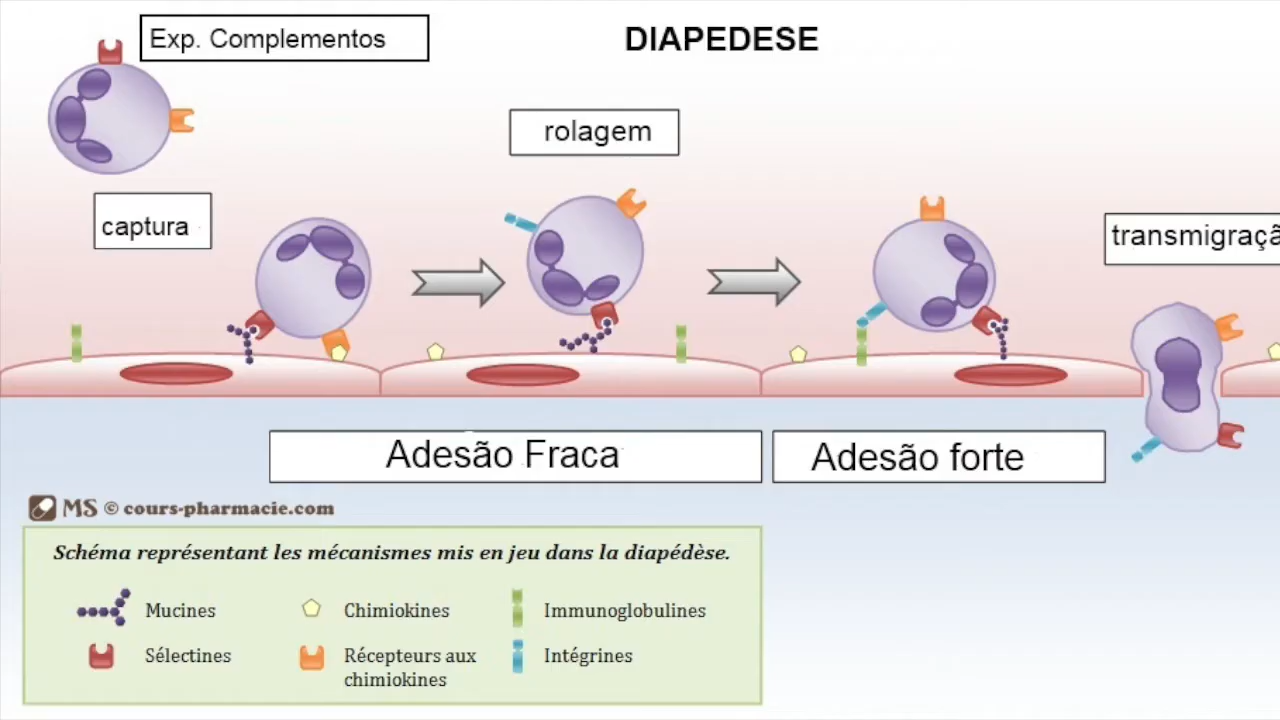 Exp. Complementos
DIAPEDESE
rolagem
captura
transmigraçã
Adesão Fraca
Adesão forte
MS © cours-pharmacie.com
Schéma représentant les mécanismes mis en jeu dans la diapédèse.
Mucines
Chimiokines
Immunoglobulines
Sélectines
Récepteurs aux
chimiokines
Intégrines